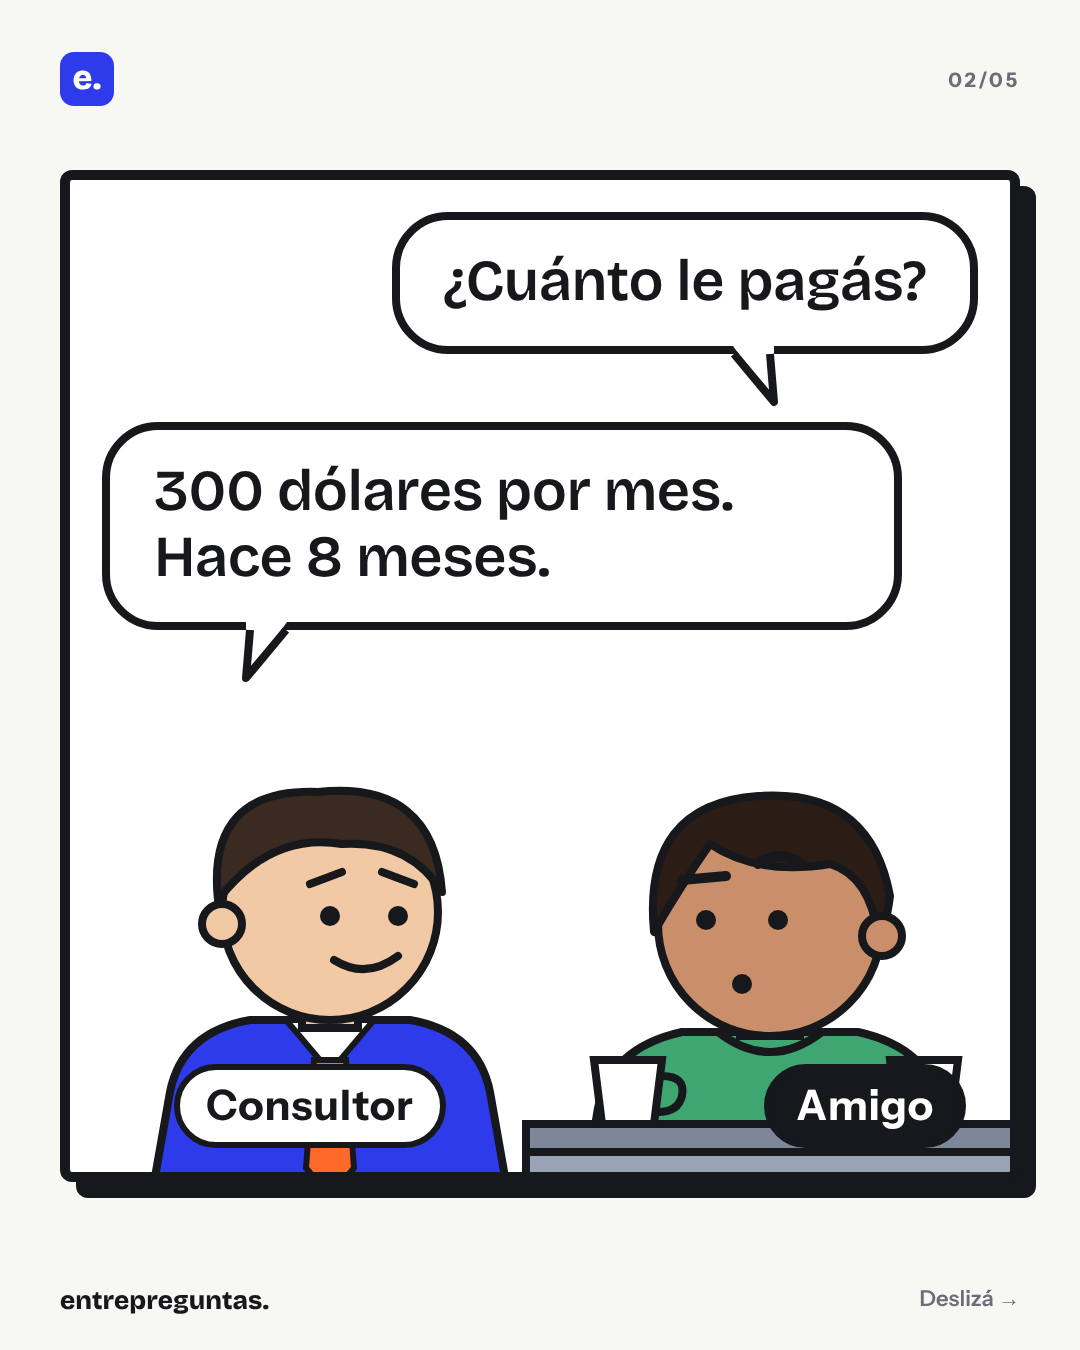 e.
02/05
¿Cuánto le pagás?
300 dólares por mes.
Hace 8 meses.
Consultor
Amigo
entrepreguntas.
Deslizá →